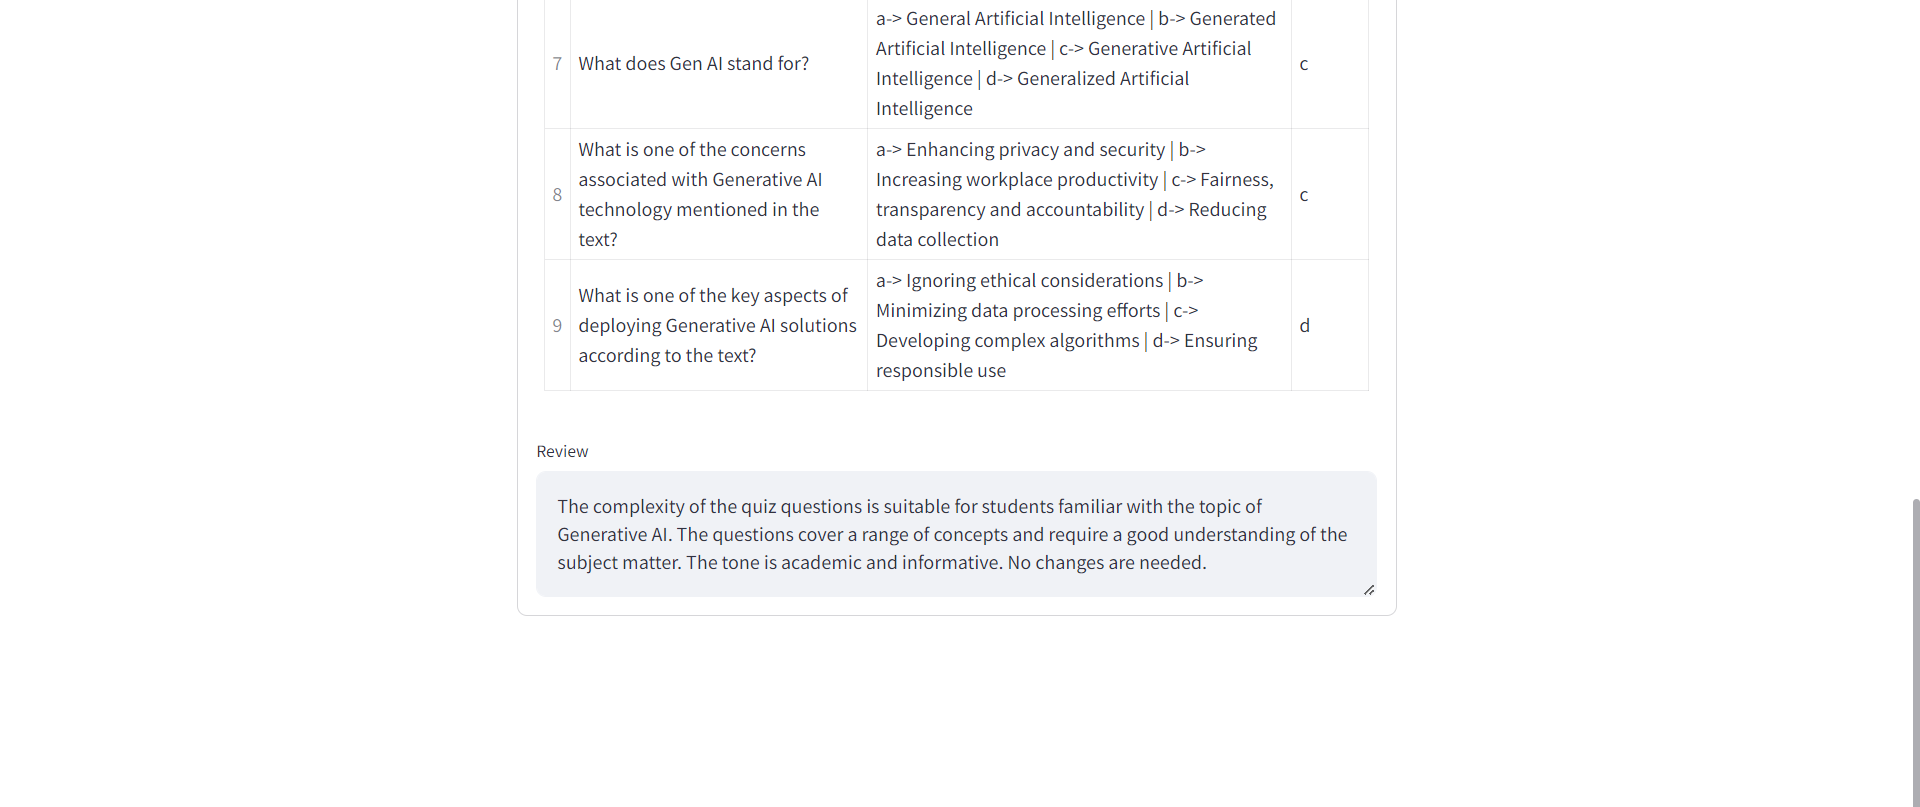 a-> General Artificial Intelligence | b-> Generated
Artificial Intelligence | c-> Generative Artificial
7 What does Gen AI stand for? c
Intelligence | d-> Generalized Artificial
Intelligence
What is one of the concerns
associated with Generative AI
technology mentioned in the
text?
8
a-> Enhancing privacy and security | b->
Increasing workplace productivity | c-> Fairness,
transparency and accountability | d-> Reducing
data collection
c
9
What is one of the key aspects of
deploying Generative AI solutions
according to the text?
a-> Ignoring ethical considerations | b->
Minimizing data processing efforts | c->
Developing complex algorithms | d-> Ensuring
responsible use
d
Review
The complexity of the quiz questions is suitable for students familiar with the topic of
Generative AI. The questions cover a range of concepts and require a good understanding of the
subject matter. The tone is academic and informative. No changes are needed.